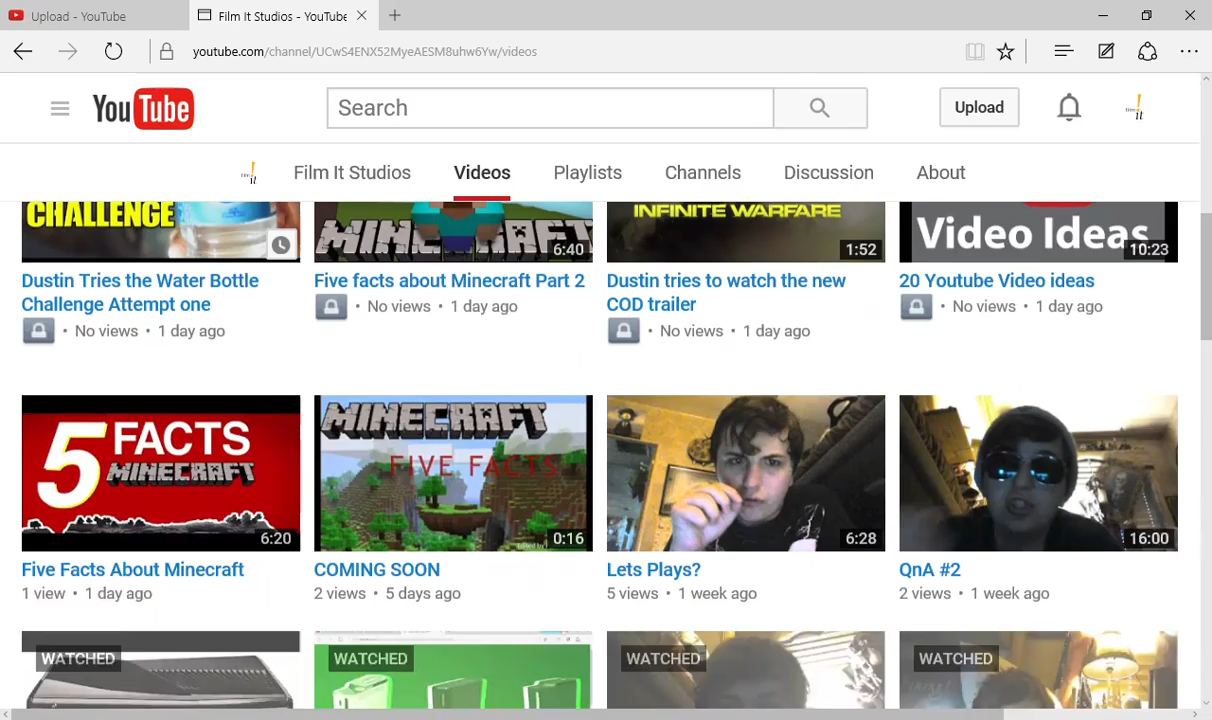 Upload - YouTube
Film It Studios - YouTube
youtube.com/channel/UCwS4ENX52MyeAESM8uhw6Yw/videos
YouTube
Search
Upload
film it!
film it!
Film It Studios
Videos
Playlists
Channels
Discussion
About
CHALLENGE
MINECRAFT
6:40
INFINITE WARFARE
1:52
Video Ideas
10:23
Dustin Tries the Water Bottle
Challenge Attempt one
No views • 1 day ago
Five facts about Minecraft Part 2
No views • 1 day ago
Dustin tries to watch the new
COD trailer
No views • 1 day ago
20 Youtube Video ideas
No views • 1 day ago
5 FACTS
MINECRAFT
6:20
MINECRAFT
FIVE FACTS
0:16
6:28
16:00
Five Facts About Minecraft
1 view • 1 day ago
COMING SOON
2 views • 5 days ago
Lets Plays?
5 views • 1 week ago
QnA #2
2 views • 1 week ago
WATCHED
WATCHED
WATCHED
WATCHED